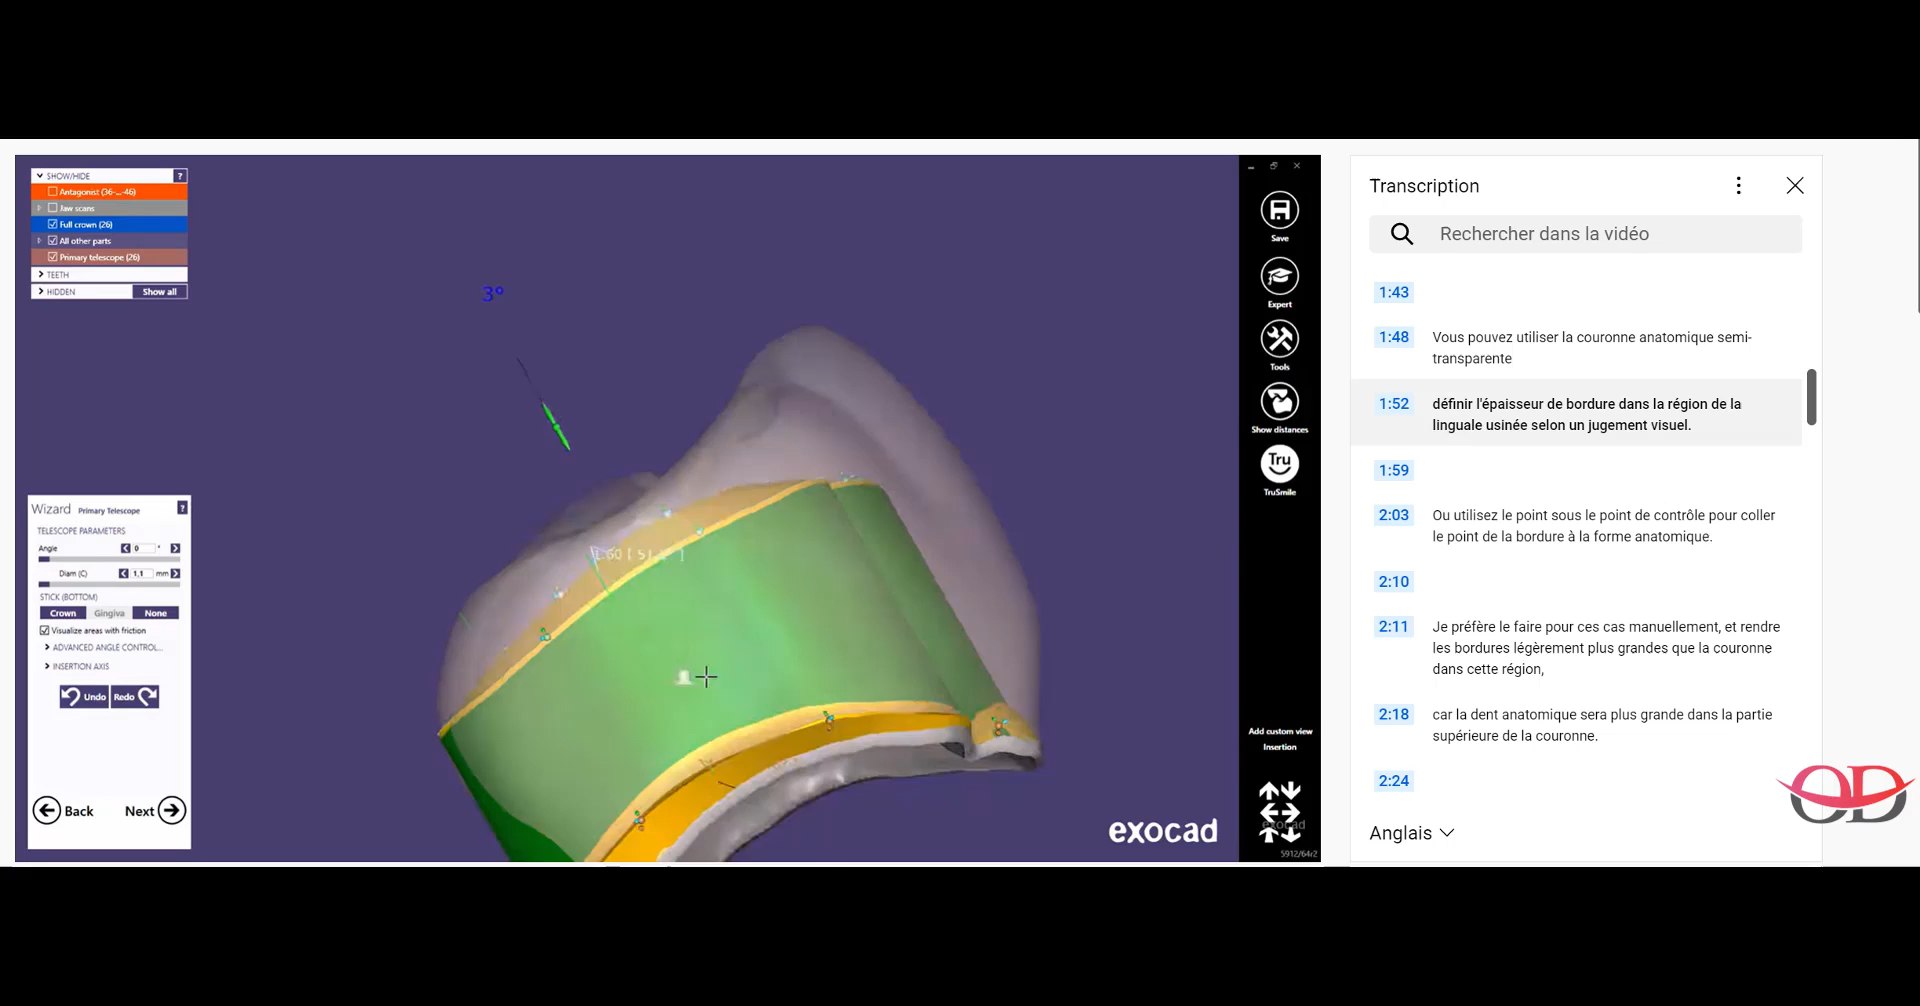 SHOW/HIDE
?
Antagonist (36-...-46)
Jaw scans
Full crown (26)
All other parts
Primary telescope (26)
TEETH
HIDDEN
Show all
3°
Wizard Primary Telescope
?
TELESCOPE PARAMETERS
Angle 0 °
Diam (C) 1,1 mm
STICK (BOTTOM)
Crown Gingiva None
Visualize areas with friction
ADVANCED ANGLE CONTROL...
INSERTION AXIS
Undo Redo
Back Next
exocad
Save
Expert
Tools
Show distances
Tru
TruSmile
Add custom view
Insertion
exocad
Transcription
Rechercher dans la vidéo
1:43
1:48 Vous pouvez utiliser la couronne anatomique semi-
transparente
1:52 définir l'épaisseur de bordure dans la région de la
linguale usinée selon un jugement visuel.
1:59
2:03 Ou utilisez le point sous le point de contrôle pour coller
le point de la bordure à la forme anatomique.
2:10
2:11 Je préfère le faire pour ces cas manuellement, et rendre
les bordures légèrement plus grandes que la couronne
dans cette région,
2:18 car la dent anatomique sera plus grande dans la partie
supérieure de la couronne.
2:24
Anglais
OD